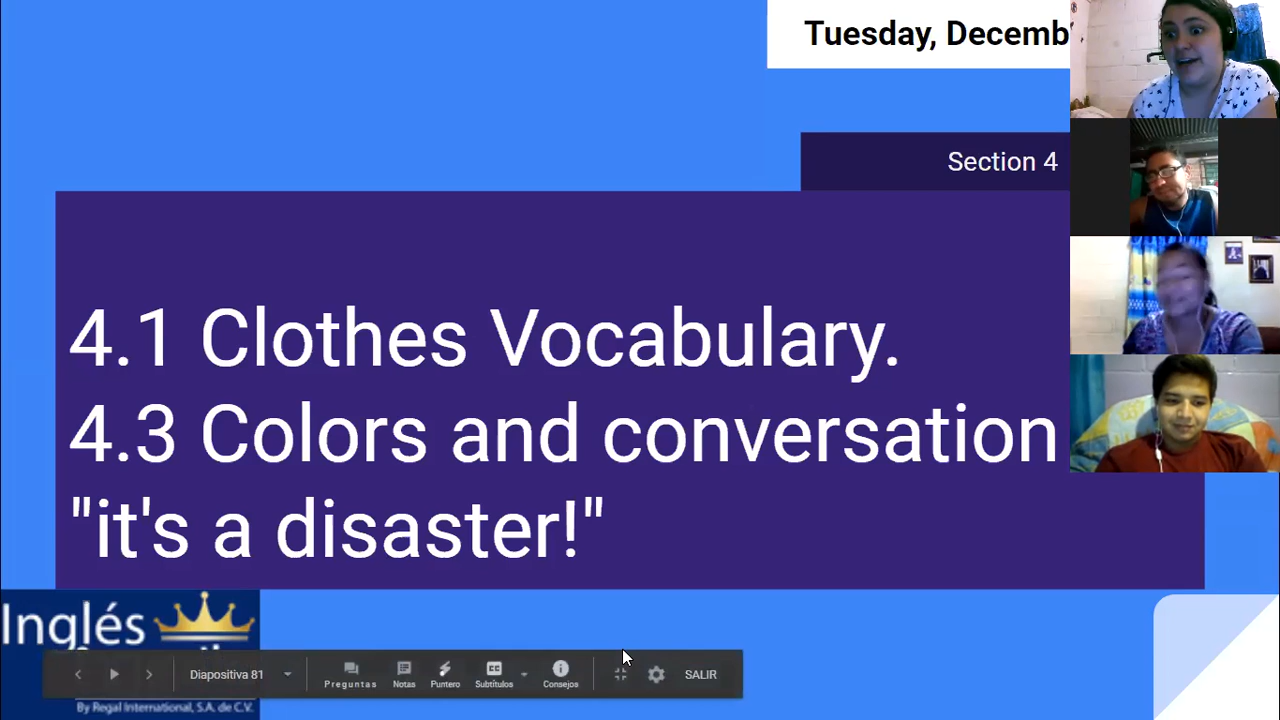 Tuesday, Decemb
Section 4
4.1 Clothes Vocabulary.
4.3 Colors and conversation
"it's a disaster!"
Inglés
Diapositiva 81
Preguntas
Notas
Puntero
CC
Subtítulos
Consejos
SALIR
By Regal International, S.A. de C.V.